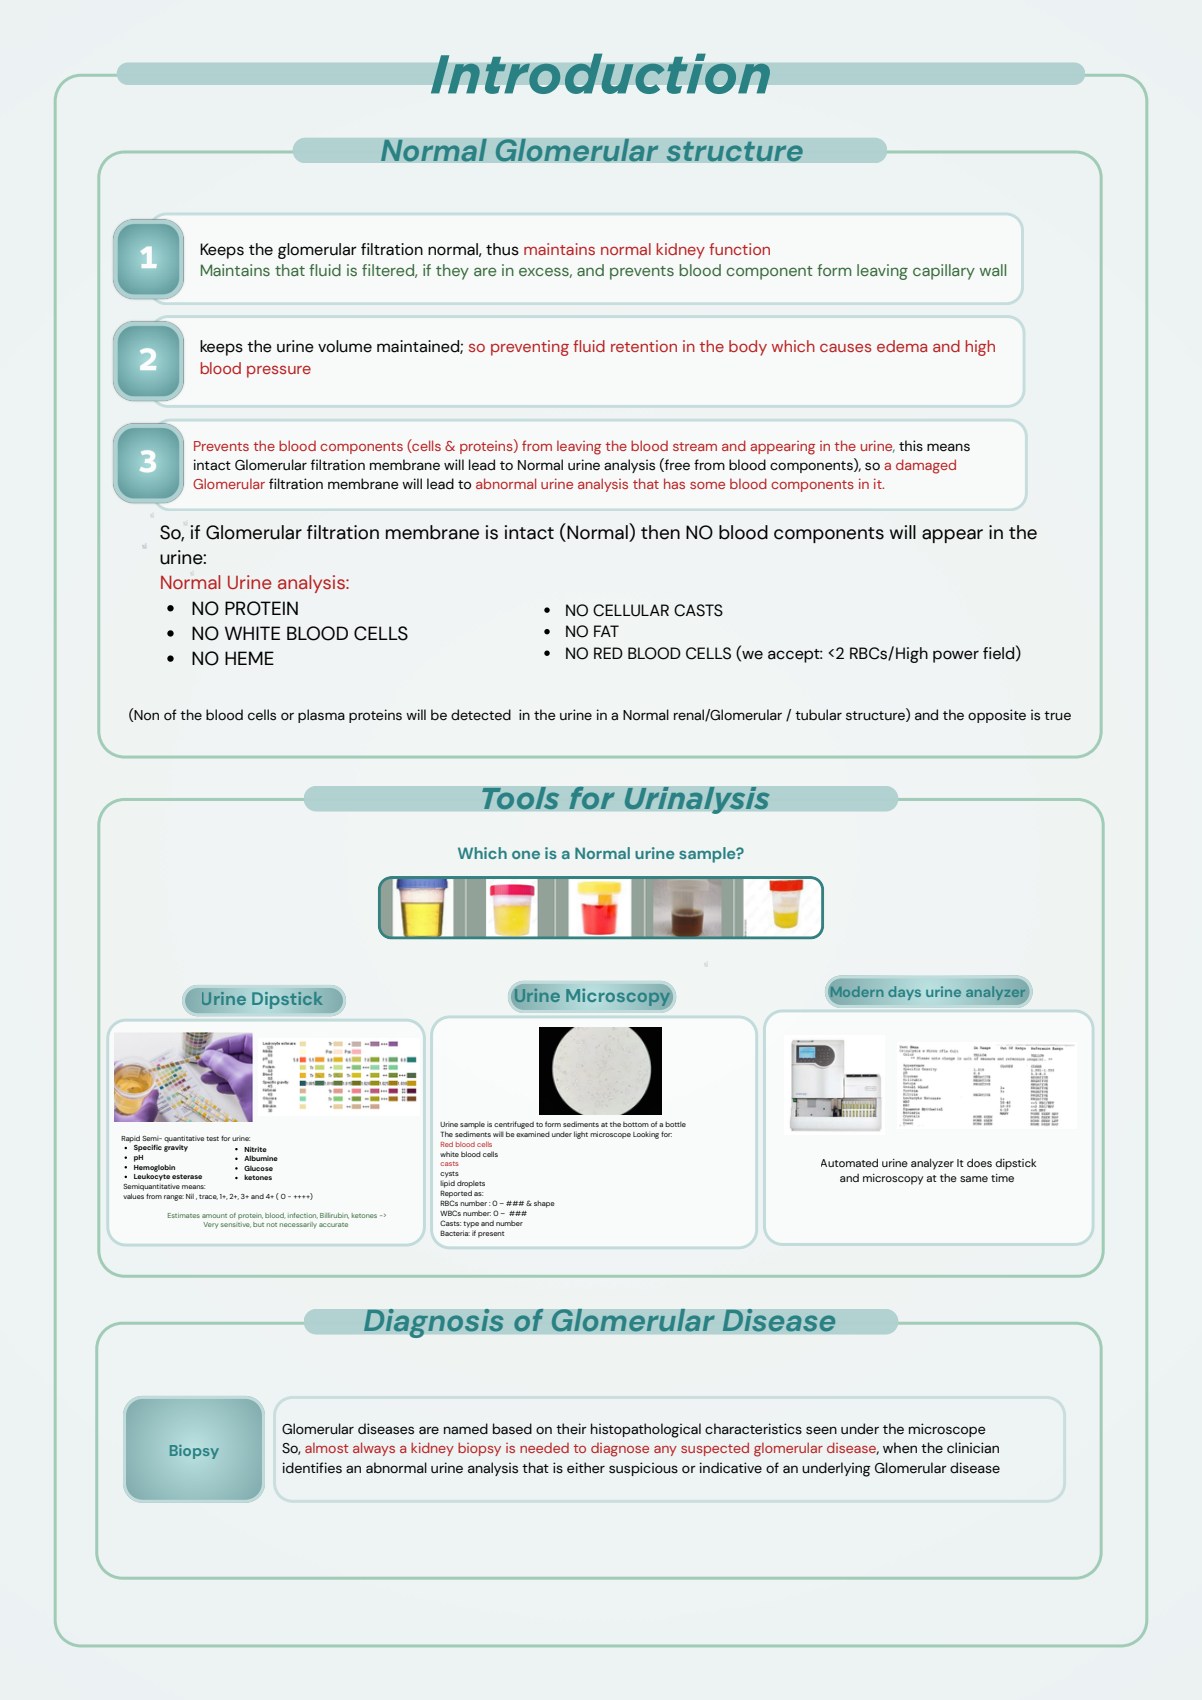 Introduction
Normal Glomerular structure
1
Keeps the glomerular filtration normal, thus maintains normal kidney function
Maintains that fluid is filtered, if they are in excess, and prevents blood component form leaving capillary wall
2
keeps the urine volume maintained; so preventing fluid retention in the body which causes edema and high
blood pressure
3
Prevents the blood components (cells & proteins) from leaving the blood stream and appearing in the urine, this means
intact Glomerular filtration membrane will lead to Normal urine analysis (free from blood components), so a damaged
Glomerular filtration membrane will lead to abnormal urine analysis that has some blood components in it.
So, if Glomerular filtration membrane is intact (Normal) then NO blood components will appear in the
urine:
Normal Urine analysis:
• NO PROTEIN
• NO WHITE BLOOD CELLS
• NO HEME
• NO CELLULAR CASTS
• NO FAT
• NO RED BLOOD CELLS (we accept: <2 RBCs/High power field)
(Non of the blood cells or plasma proteins will be detected in the urine in a Normal renal/Glomerular / tubular structure) and the opposite is true
Tools for Urinalysis
Which one is a Normal urine sample?
Urine Dipstick
Rapid Semi- quantitative test for urine:
• Specific gravity
• pH
• Hemoglobin
• Leukocyte esterase
• Nitrite
• Albumine
• Glucose
• ketones
Semiquantitative means:
values from range: Nil , trace, 1+, 2+, 3+ and 4+ ( 0 - ++++)
Estimates amount of protein, blood, infection, Billirubin, ketones ->
Very sensitive, but not necessarily accurate
Urine Microscopy
Urine sample is centrifuged to form sediments at the bottom of a bottle
The sediments will be examined under light microscope Looking for:
Red blood cells
white blood cells
casts
cysts
lipid droplets
Reported as:
RBCs number : 0 – ### & shape
WBCs number: 0 – ###
Casts: type and number
Bacteria: if present
Modern days urine analyzer
Automated urine analyzer It does dipstick
and microscopy at the same time
Diagnosis of Glomerular Disease
Biopsy
Glomerular diseases are named based on their histopathological characteristics seen under the microscope
So, almost always a kidney biopsy is needed to diagnose any suspected glomerular disease, when the clinician
identifies an abnormal urine analysis that is either suspicious or indicative of an underlying Glomerular disease